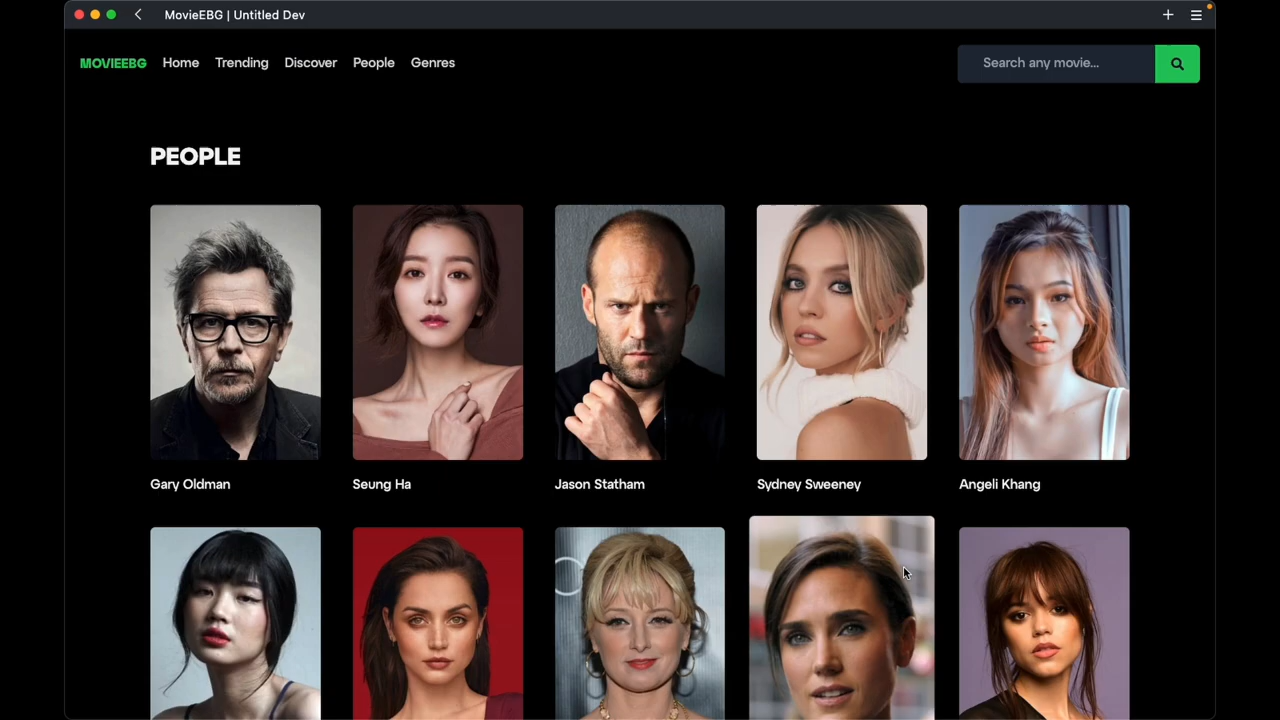 MovieEBG | Untitled Dev
MOVIEEBG Home Trending Discover People Genres
Search any movie...
PEOPLE
Gary Oldman
Seung Ha
Jason Statham
Sydney Sweeney
Angeli Khang